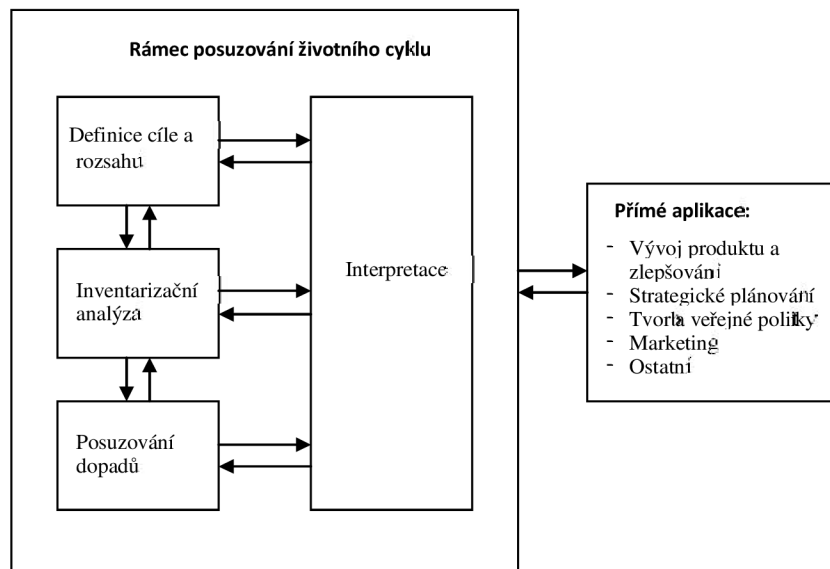 Rámec posuzování životního cyklu
Definice cíle a
rozsahu
Inventarizační
analýza
Posuzování
dopadů
Interpretace
Přímé aplikace:
- Vývoj produktu a
zlepšování
- Strategické plánování
- Tvorba veřejné politiky
- Marketing
- Ostatní